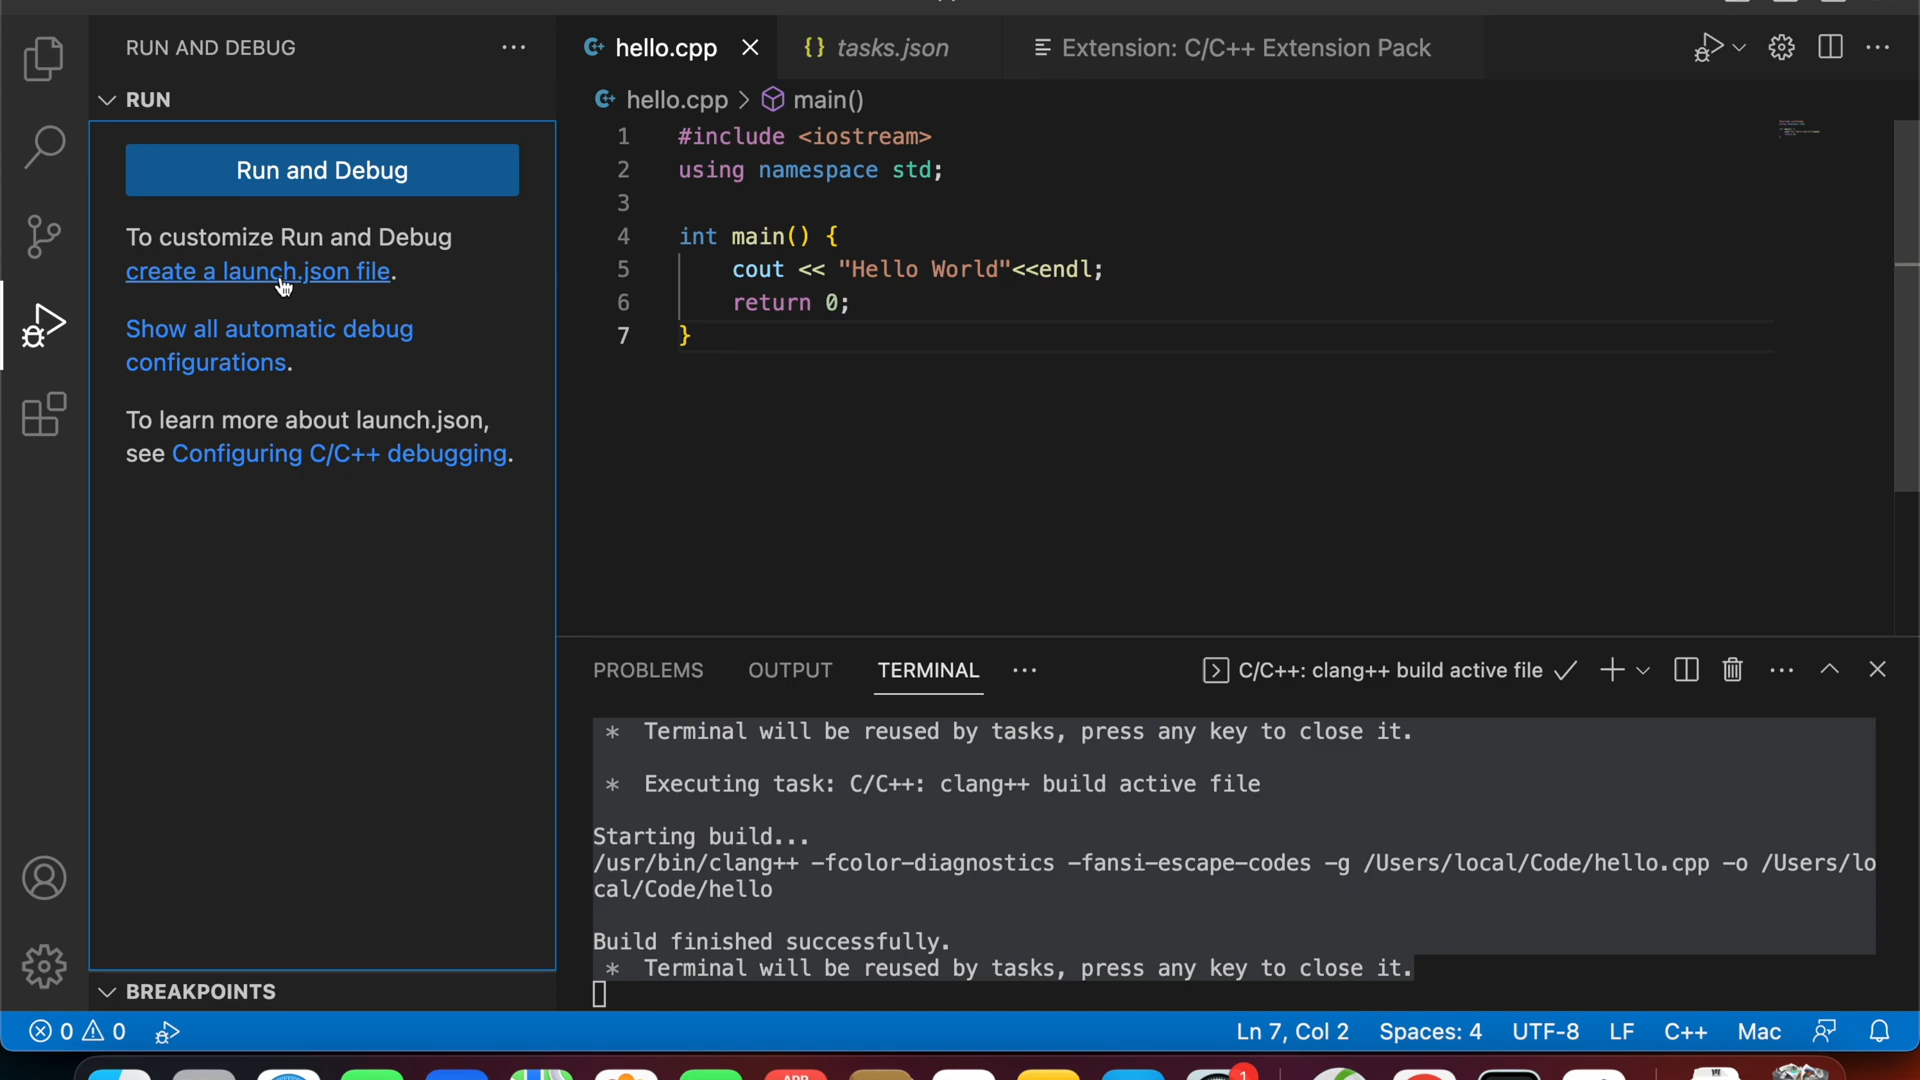 RUN AND DEBUG
RUN
Run and Debug
To customize Run and Debug
create a launch.json file.
Show all automatic debug
configurations.
To learn more about launch.json,
see Configuring C/C++ debugging.
BREAKPOINTS
hello.cpp
{} tasks.json
Extension: C/C++ Extension Pack
hello.cpp > main()
1 #include <iostream>
2 using namespace std;
3
4 int main() {
5 cout << "Hello World"<<endl;
6 return 0;
7 }
PROBLEMS OUTPUT TERMINAL
C/C++: clang++ build active file
* Terminal will be reused by tasks, press any key to close it.
* Executing task: C/C++: clang++ build active file
Starting build...
/usr/bin/clang++ -fcolor-diagnostics -fansi-escape-codes -g /Users/local/Code/hello.cpp -o /Users/lo
cal/Code/hello
Build finished successfully.
* Terminal will be reused by tasks, press any key to close it.
0 0
Ln 7, Col 2 Spaces: 4 UTF-8 LF C++ Mac
1